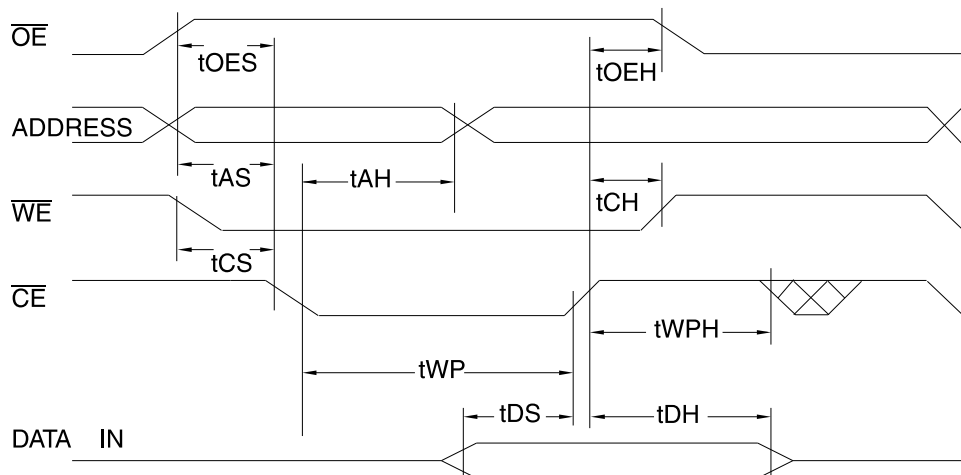 OE
tOES
tOEH
ADDRESS
tAS
tAH
tCH
WE
tCS
CE
tWPH
tWP
tDS
tDH
DATA IN